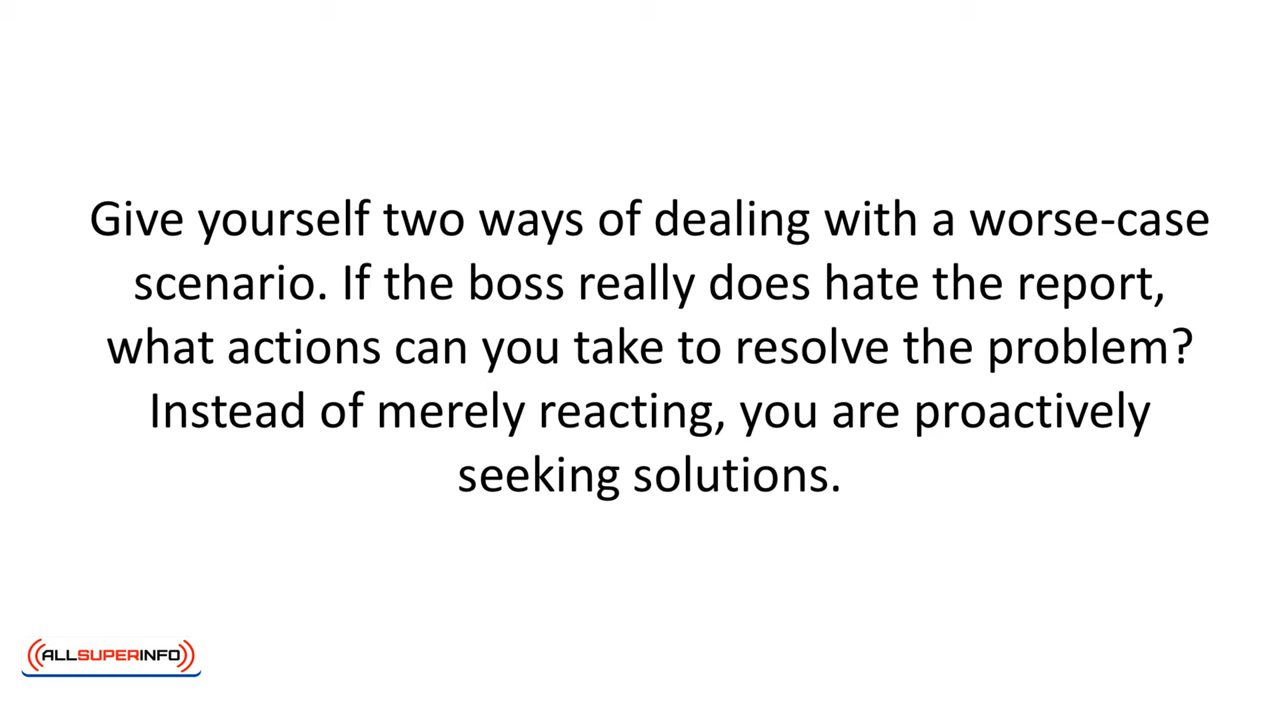 Give yourself two ways of dealing with a worse-case
scenario. If the boss really does hate the report,
what actions can you take to resolve the problem?
Instead of merely reacting, you are proactively
seeking solutions.
ALLSUPERINFO